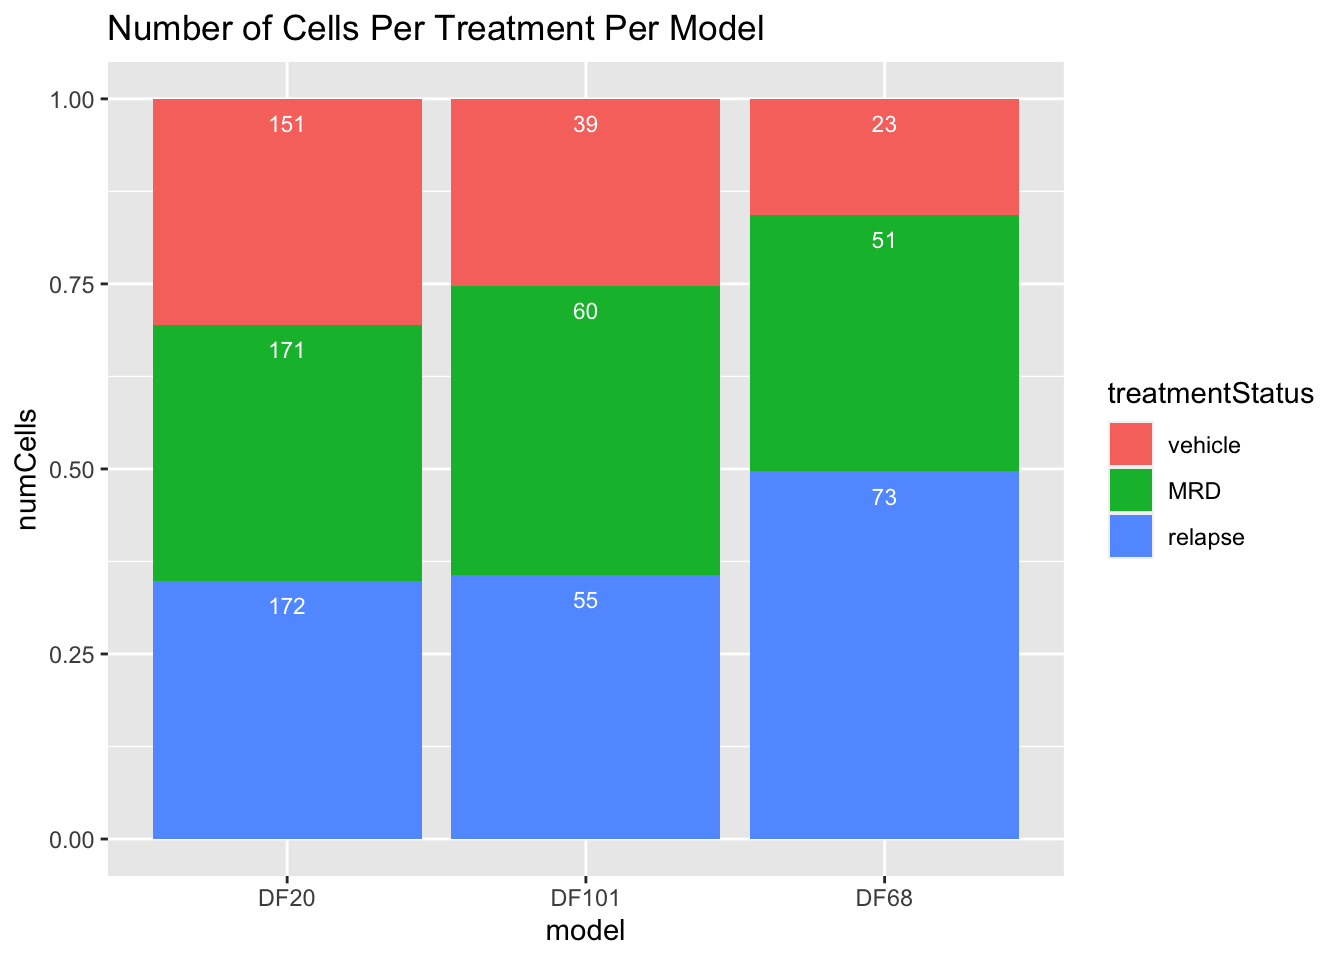 Number of Cells Per Treatment Per Model
numCells
1.00
0.75
0.50
0.25
0.00
151
39
23
171
60
51
172
55
73
DF20
DF101
DF68
model
treatmentStatus
vehicle
MRD
relapse